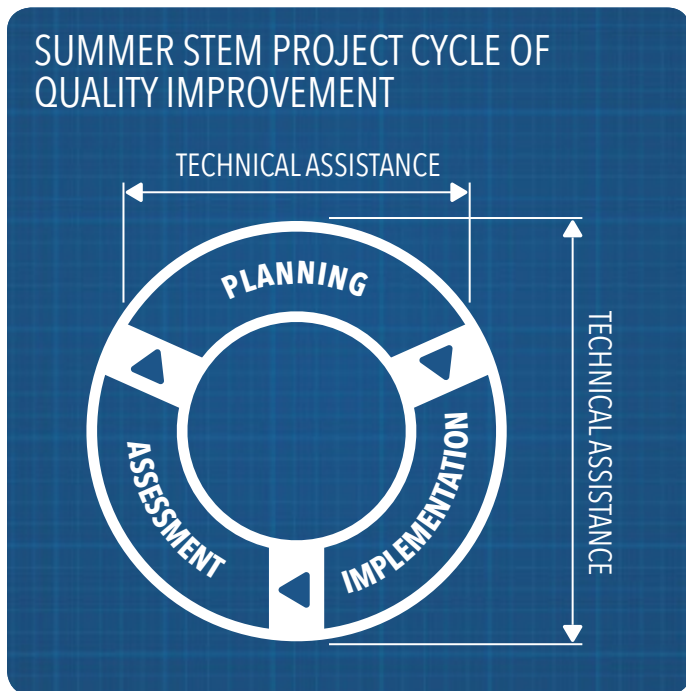 SUMMER STEM PROJECT CYCLE OF
QUALITY IMPROVEMENT
TECHNICAL ASSISTANCE
PLANNING
TECHNICAL ASSISTANCE
ASSESSMENT
IMPLEMENTATION